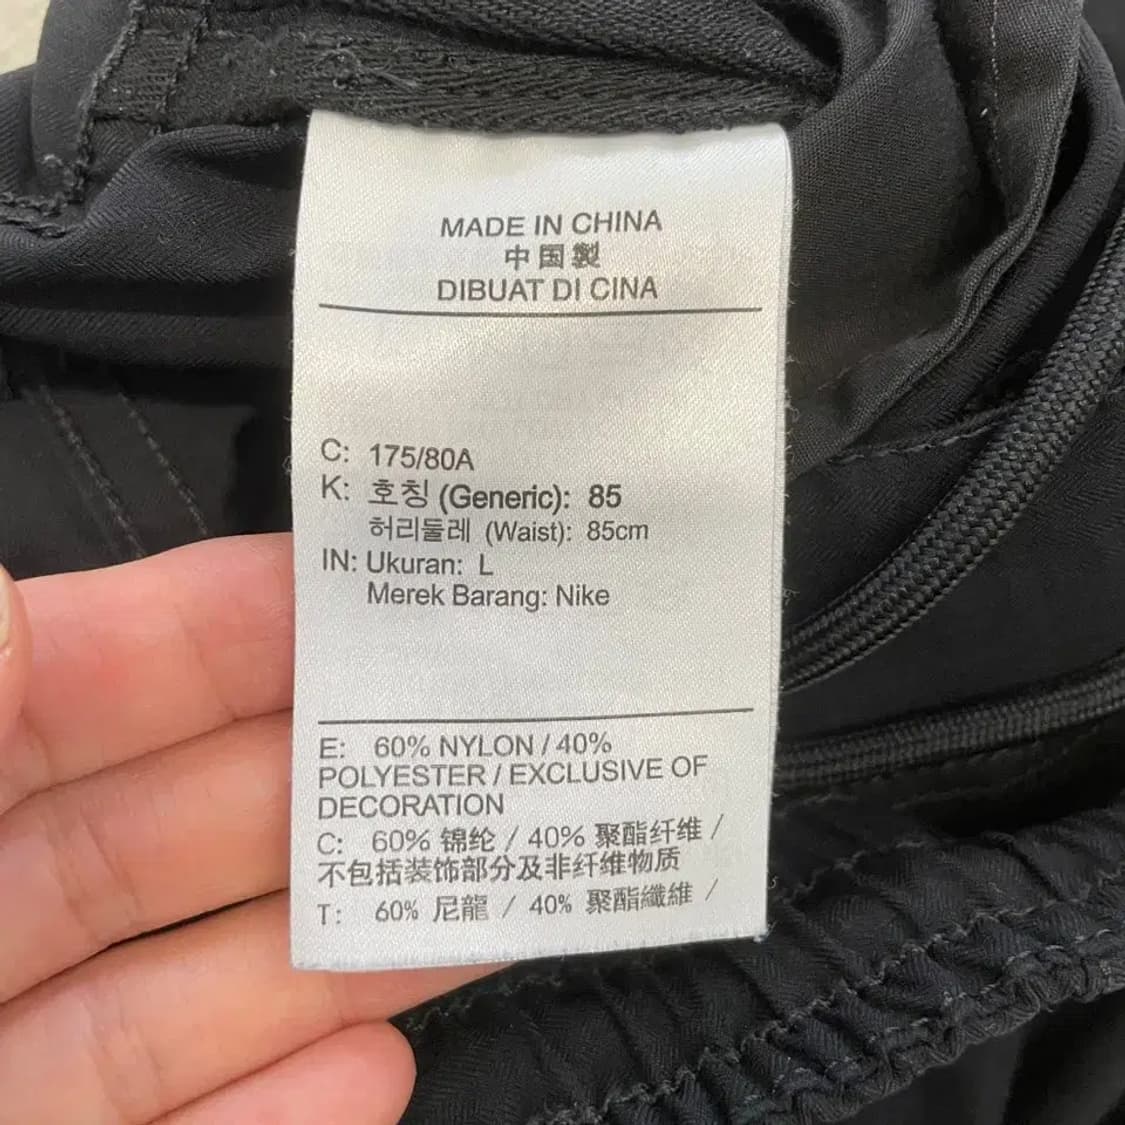 MADE IN CHINA
中国製
DIBUAT DI CINA
C: 175/80A
K: 호칭 (Generic): 85
허리둘레 (Waist): 85cm
IN: Ukuran: L
Merek Barang: Nike
E: 60% NYLON / 40%
POLYESTER / EXCLUSIVE OF
DECORATION
C: 60% 锦纶 / 40% 聚酯纤维 /
不包括装饰部分及非纤维物质
T: 60% 尼龍 / 40% 聚酯纖維 /